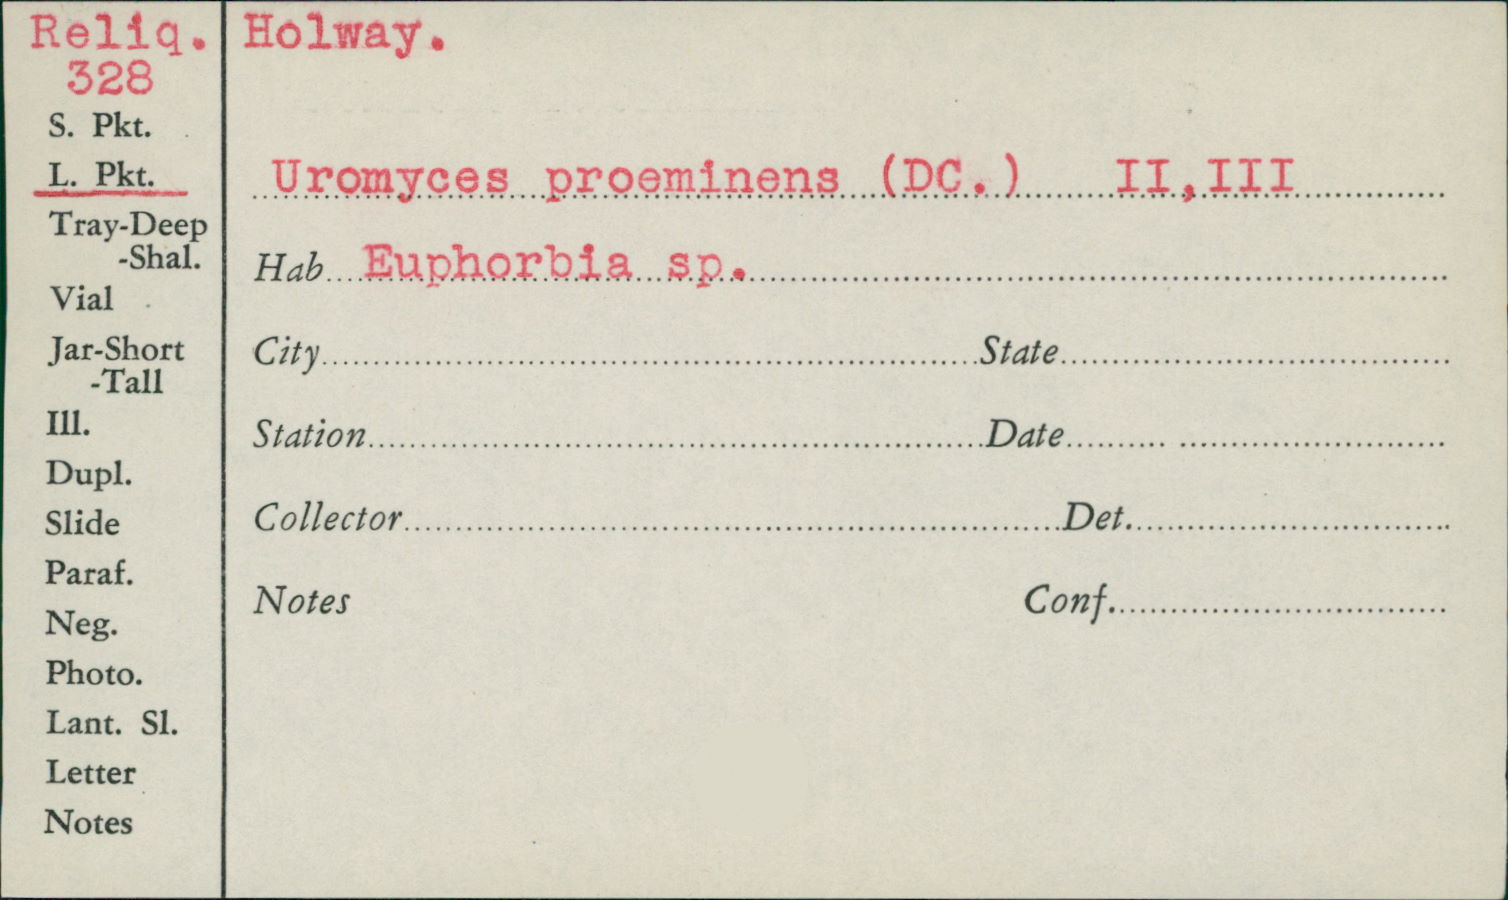 Reliq. Holway.
328
S. Pkt.
L. Pkt.
Uromyces proeminens (DC.) II,III
Tray-Deep
-Shal.
Hab Euphorbia sp.
Vial
Jar-Short
-Tall
City State
Ill.
Station Date
Dupl.
Slide
Collector Det.
Paraf.
Notes Conf.
Neg.
Photo.
Lant. Sl.
Letter
Notes